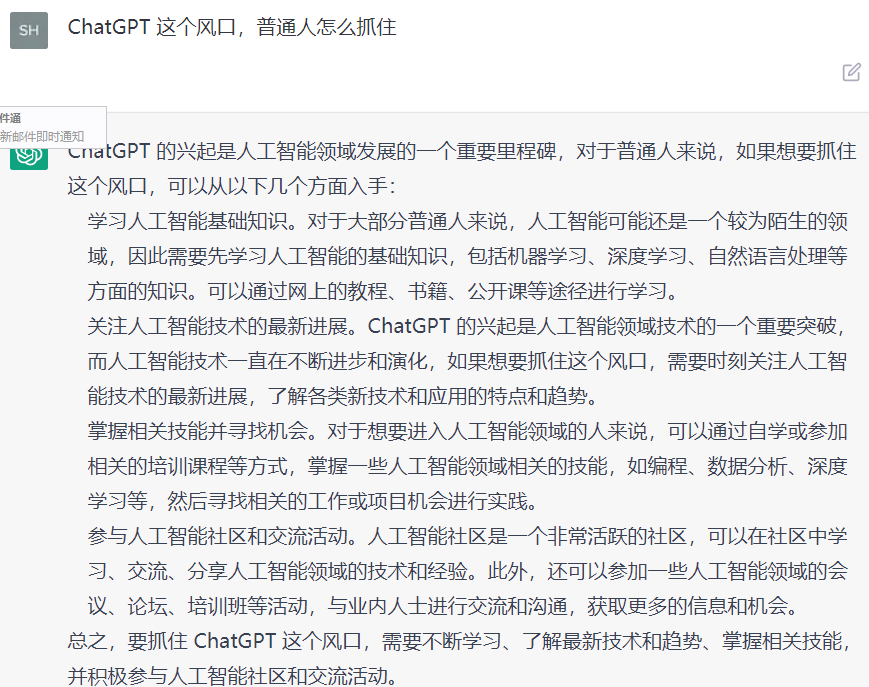 SH
ChatGPT 这个风口，普通人怎么抓住
件逼
新邮件即时通知
ChatGPT 的兴起是人工智能领域发展的一个重要里程碑，对于普通人来说，如果想要抓住
这个风口，可以从以下几个方面入手：
学习人工智能基础知识。对于大部分普通人来说，人工智能可能还是一个较为陌生的领
域，因此需要先学习人工智能的基础知识，包括机器学习、深度学习、自然语言处理等
方面的知识。可以通过网上的教程、书籍、公开课等途径进行学习。
关注人工智能技术的最新进展。ChatGPT 的兴起是人工智能领域技术的一个重要突破，
而人工智能技术一直在不断进步和演化，如果想要抓住这个风口，需要时刻关注人工智
能技术的最新进展，了解各类新技术和应用的特点和趋势。
掌握相关技能并寻找机会。对于想要进入人工智能领域的人来说，可以通过自学或参加
相关的培训课程等方式，掌握一些人工智能领域相关的技能，如编程、数据分析、深度
学习等，然后寻找相关的工作或项目机会进行实践。
参与人工智能社区和交流活动。人工智能社区是一个非常活跃的社区，可以在社区中学
习、交流、分享人工智能领域的技术和经验。此外，还可以参加一些人工智能领域的会
议、论坛、培训班等活动，与业内人士进行交流和沟通，获取更多的信息和机会。
总之，要抓住 ChatGPT 这个风口，需要不断学习、了解最新技术和趋势、掌握相关技能，
并积极参与人工智能社区和交流活动。